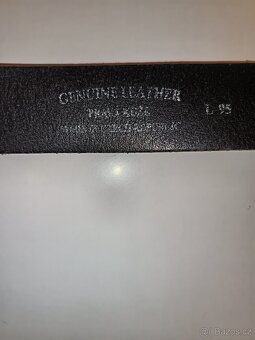 GENUINE LEATHER
PRAVÁ KŮŽE
MADE IN CZECH REPUBLIC
L 95
Bazos.cz